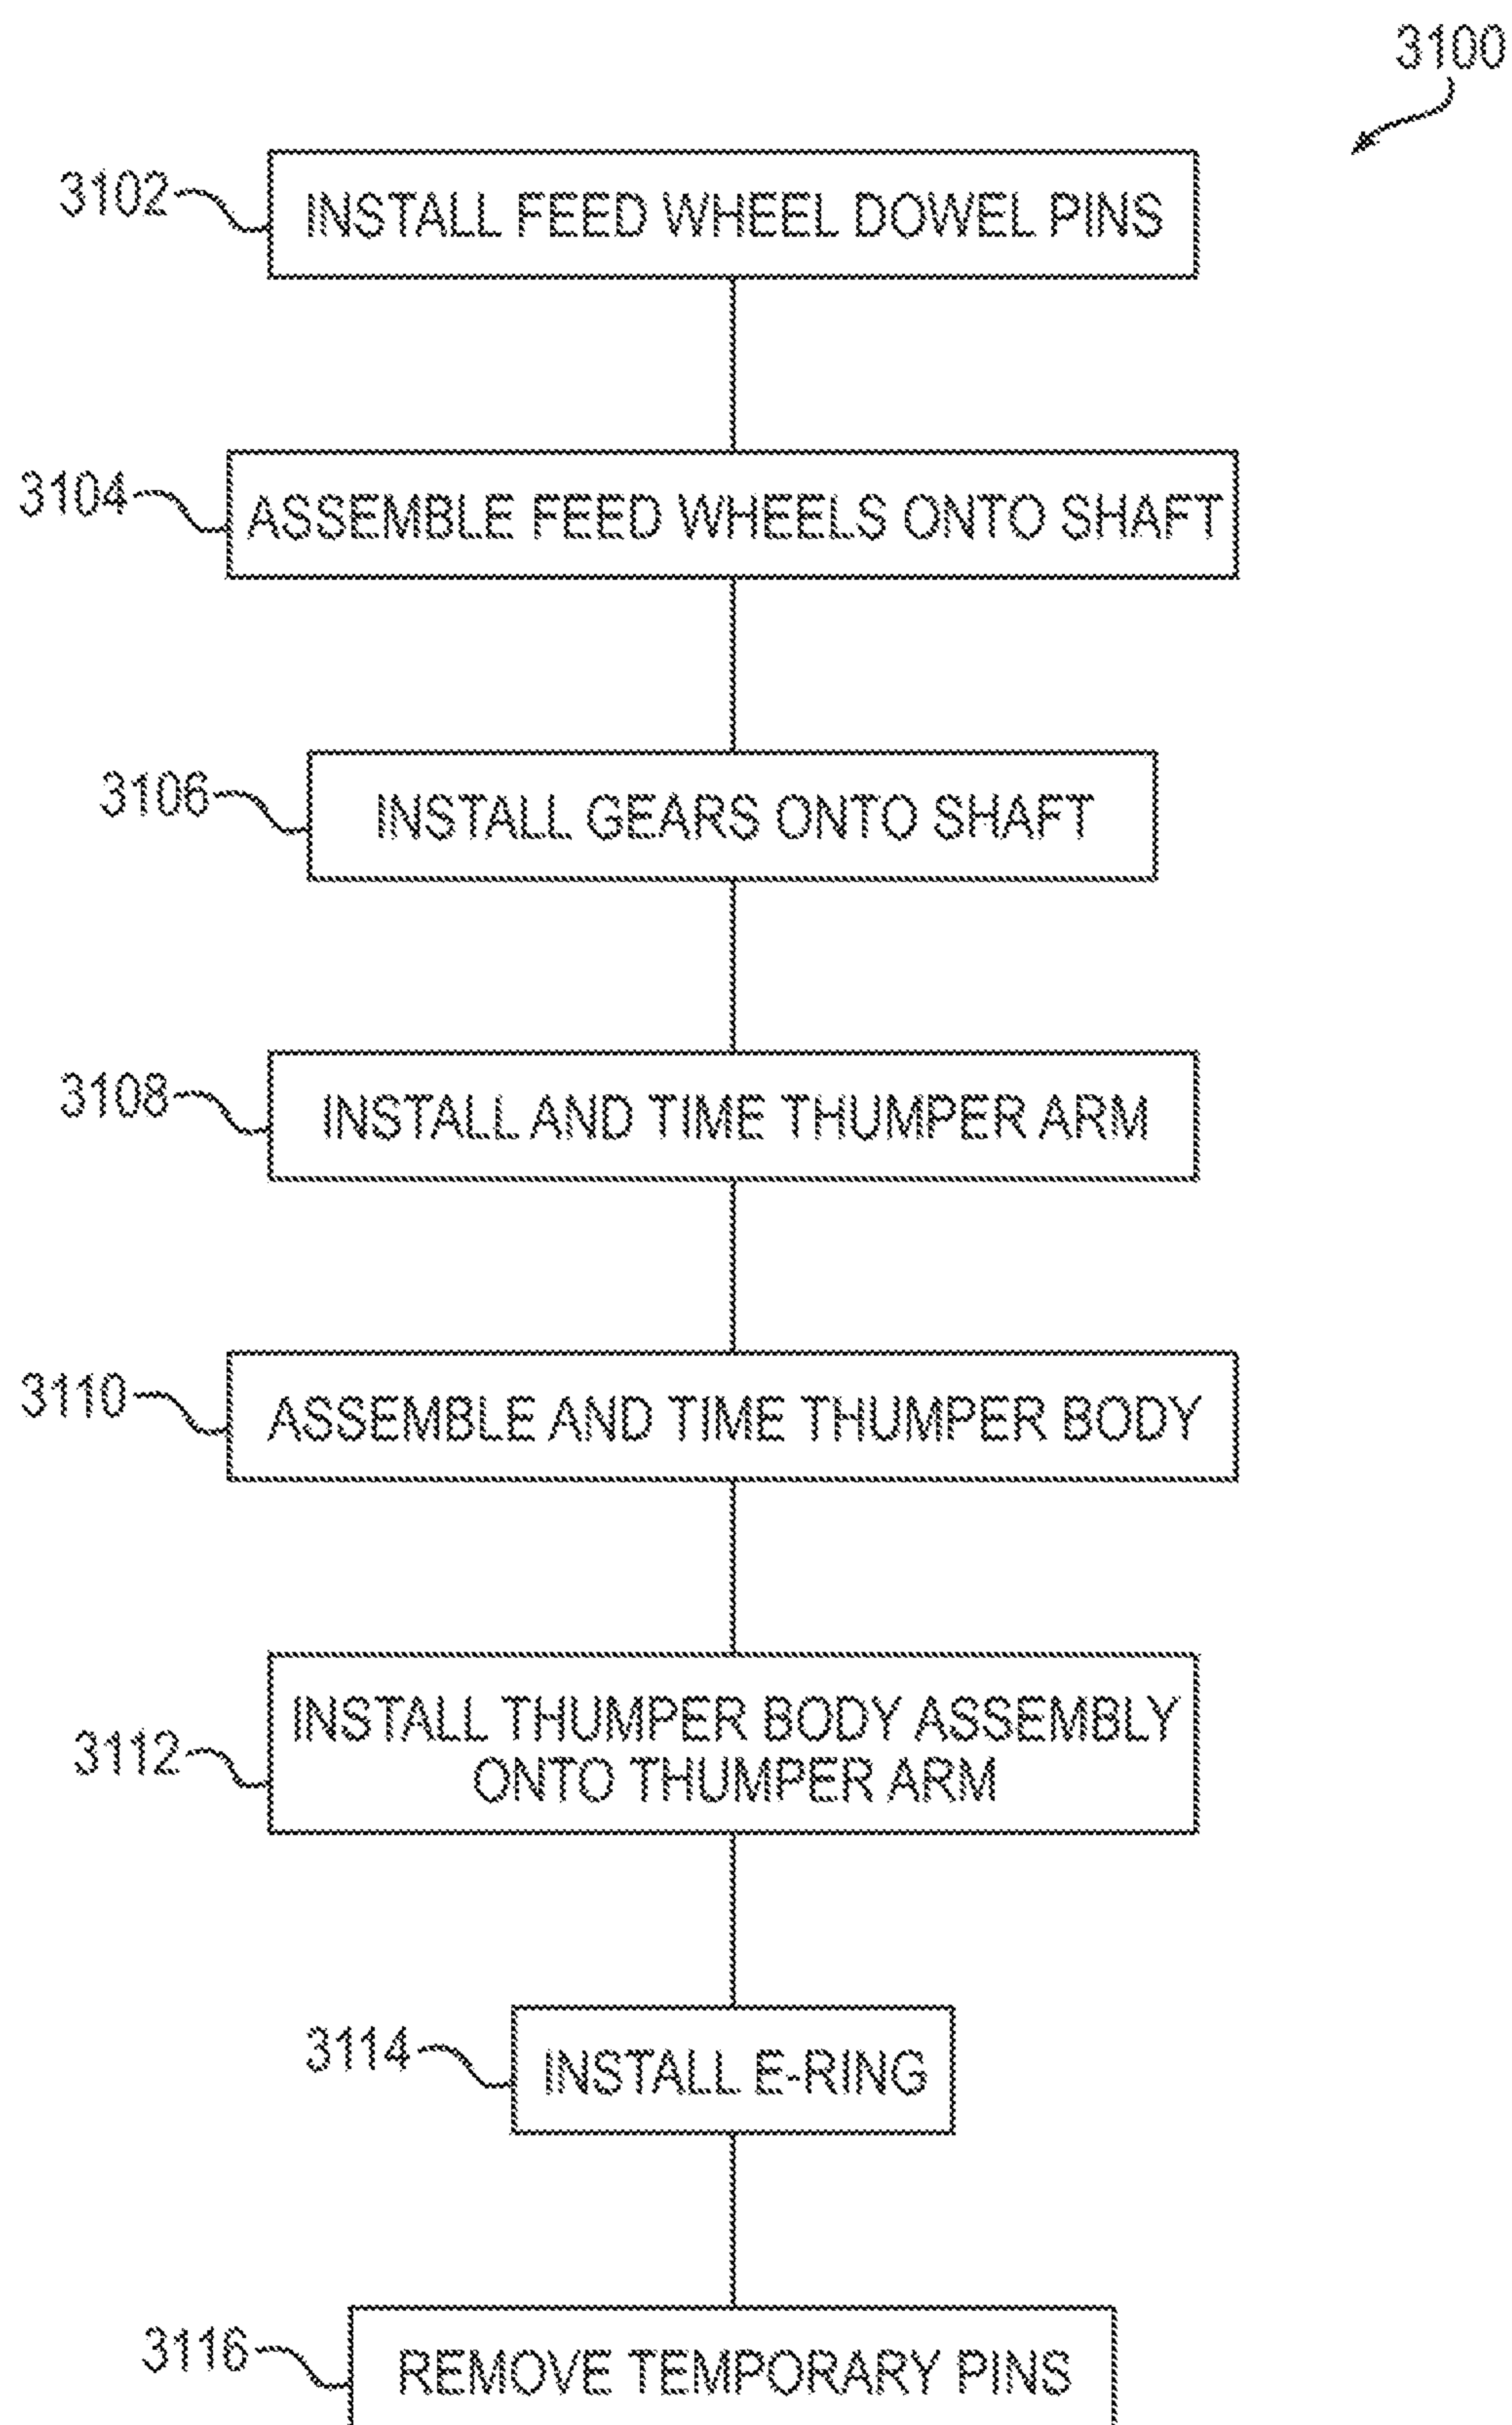 3100
3102
INSTALL FEED WHEEL DOWEL PINS
3104
ASSEMBLE FEED WHEELS ONTO SHAFT
3106
INSTALL GEARS ONTO SHAFT
3108
INSTALL AND TIME THUMPER ARM
3110
ASSEMBLE AND TIME THUMPER BODY
3112
INSTALL THUMPER BODY ASSEMBLY
ONTO THUMPER ARM
3114
INSTALL E-RING
3116
REMOVE TEMPORARY PINS